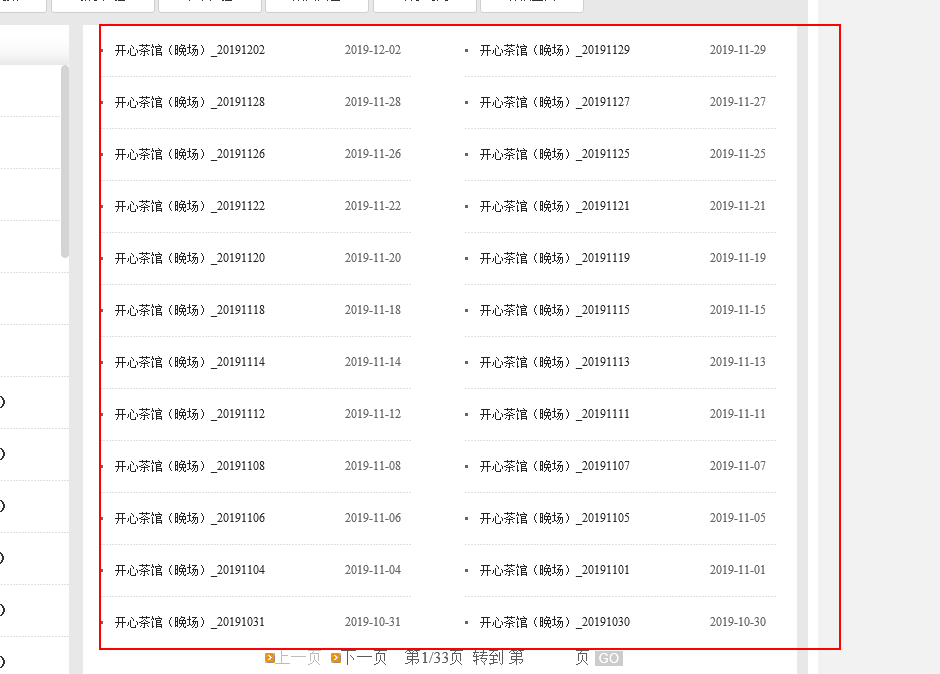 开心茶馆（晚场）_20191202 2019-12-02 开心茶馆（晚场）_20191129 2019-11-29
开心茶馆（晚场）_20191128 2019-11-28 开心茶馆（晚场）_20191127 2019-11-27
开心茶馆（晚场）_20191126 2019-11-26 开心茶馆（晚场）_20191125 2019-11-25
开心茶馆（晚场）_20191122 2019-11-22 开心茶馆（晚场）_20191121 2019-11-21
开心茶馆（晚场）_20191120 2019-11-20 开心茶馆（晚场）_20191119 2019-11-19
开心茶馆（晚场）_20191118 2019-11-18 开心茶馆（晚场）_20191115 2019-11-15
开心茶馆（晚场）_20191114 2019-11-14 开心茶馆（晚场）_20191113 2019-11-13
开心茶馆（晚场）_20191112 2019-11-12 开心茶馆（晚场）_20191111 2019-11-11
开心茶馆（晚场）_20191108 2019-11-08 开心茶馆（晚场）_20191107 2019-11-07
开心茶馆（晚场）_20191106 2019-11-06 开心茶馆（晚场）_20191105 2019-11-05
开心茶馆（晚场）_20191104 2019-11-04 开心茶馆（晚场）_20191101 2019-11-01
开心茶馆（晚场）_20191031 2019-10-31 开心茶馆（晚场）_20191030 2019-10-30
上一页 下一页 第1/33页 转到 第 页 GO